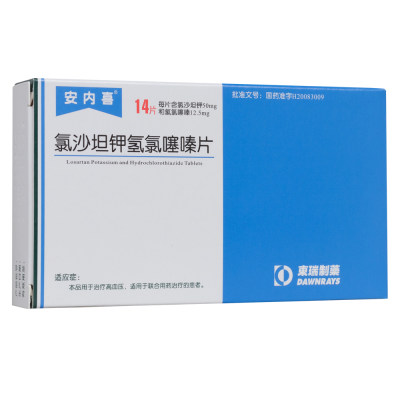 安内喜®
14片
每片含氯沙坦钾50mg
和氢氯噻嗪12.5mg
批准文号：国药准字H20083009
氯沙坦钾氢氯噻嗪片
Losartan Potassium and Hydrochlorothiazide Tablets
适应症：
本品用于治疗高血压，适用于联合用药治疗的患者。
東瑞制藥
DAWNRAYS